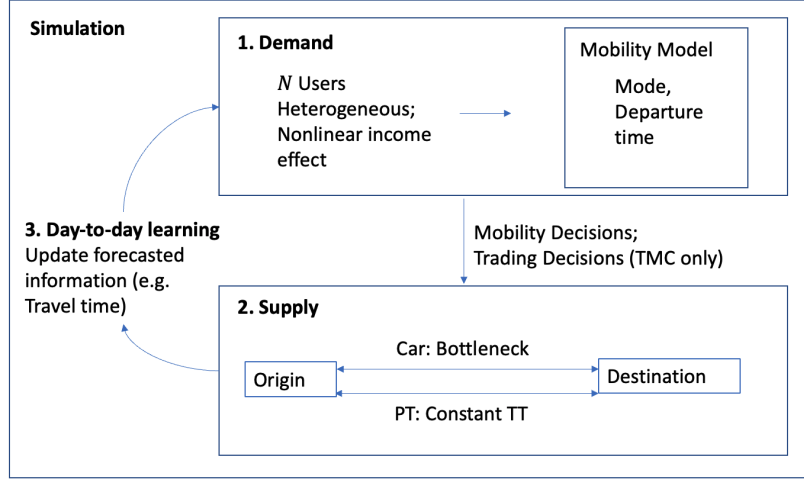 Simulation
1. Demand
N Users
Heterogeneous;
Nonlinear income
effect
Mobility Model
Mode,
Departure
time
Mobility Decisions;
Trading Decisions (TMC only)
3. Day-to-day learning
Update forecasted
information (e.g.
Travel time)
2. Supply
Car: Bottleneck
Origin
Destination
PT: Constant TT